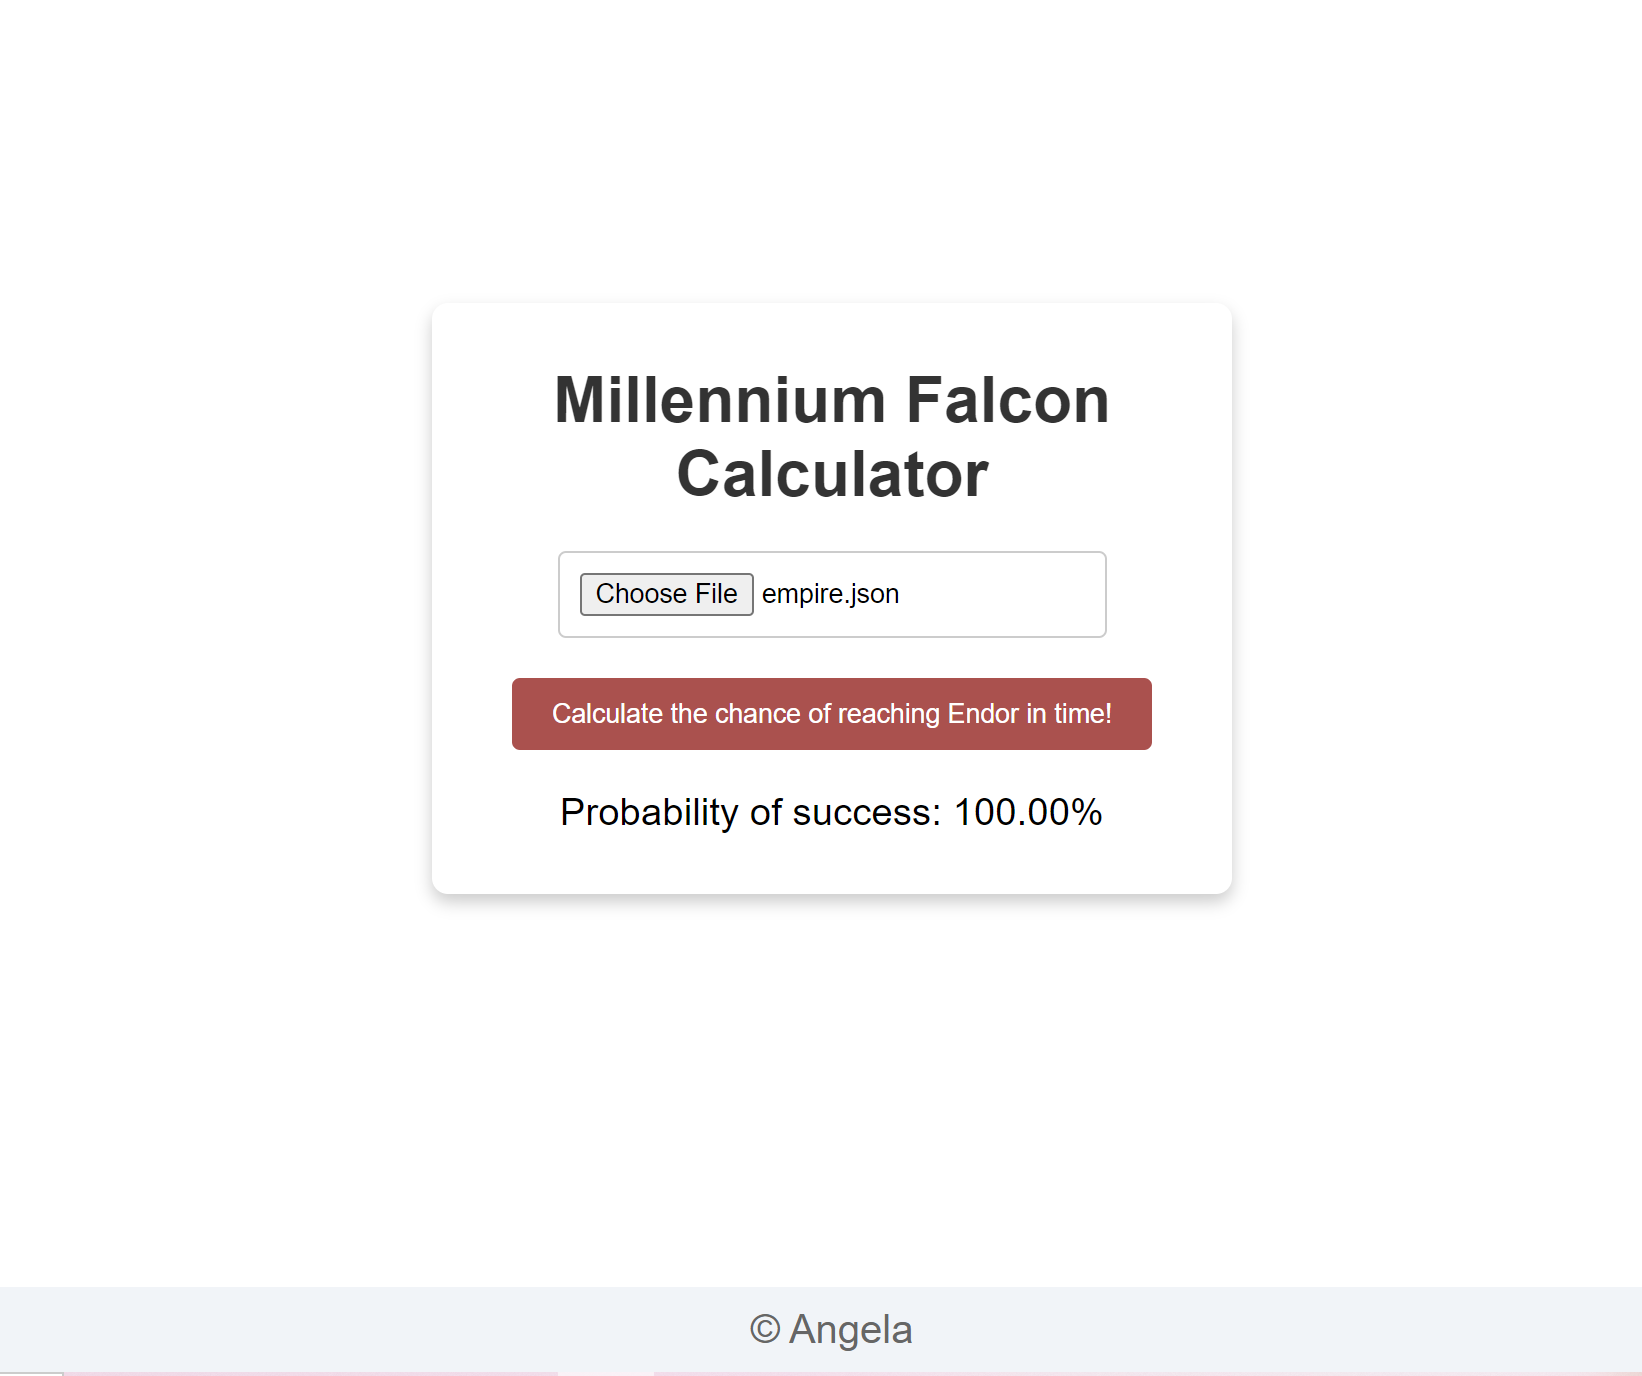 Millennium Falcon
Calculator
Choose File empire.json
Calculate the chance of reaching Endor in time!
Probability of success: 100.00%
© Angela